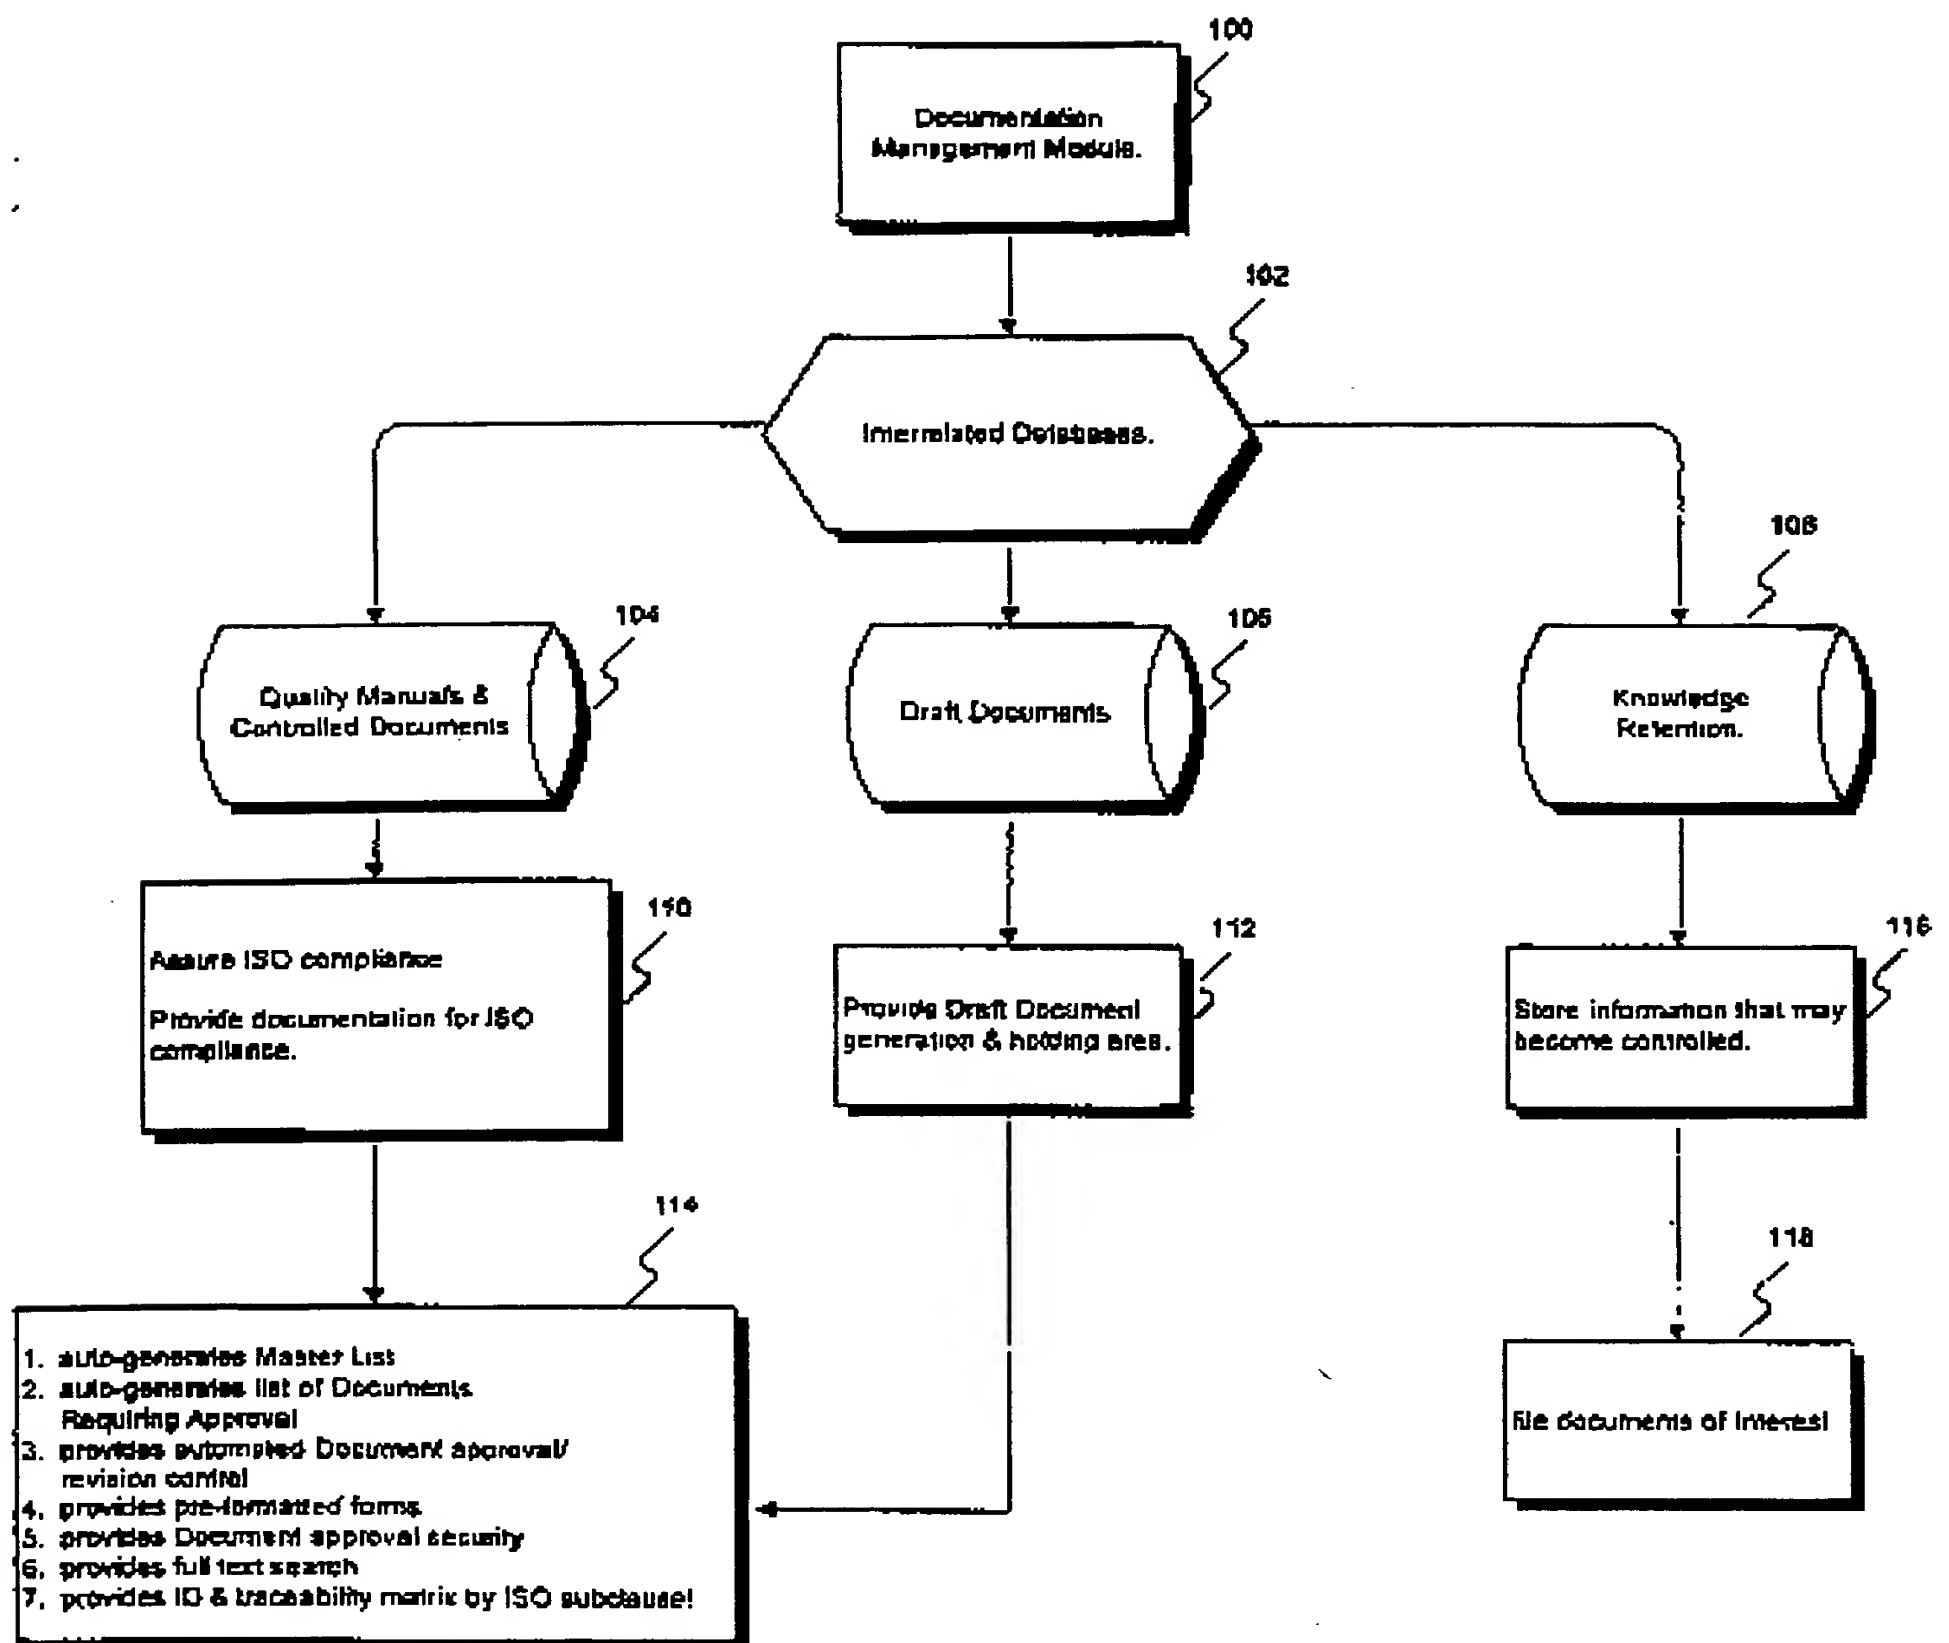 100
Documentation
Management Module.
102
Interrelated Databases.
104
Quality Manuals &
Controlled Documents
106
Draft Documents
108
Knowledge
Retention.
110
Assure ISO compliance
Provide documentation for ISO
compliance.
112
Provide Draft Document
generation & holding area.
116
Store information that may
become controlled.
114
1. auto-generates Master List
2. auto-generates list of Documents
Requiring Approval
3. provides automated Document approval/
revision control
4. provides pre-formatted forms
5. provides Document approval security
6. provides full text search
7. provides ID & traceability matrix by ISO subclause!
118
file documents of interest